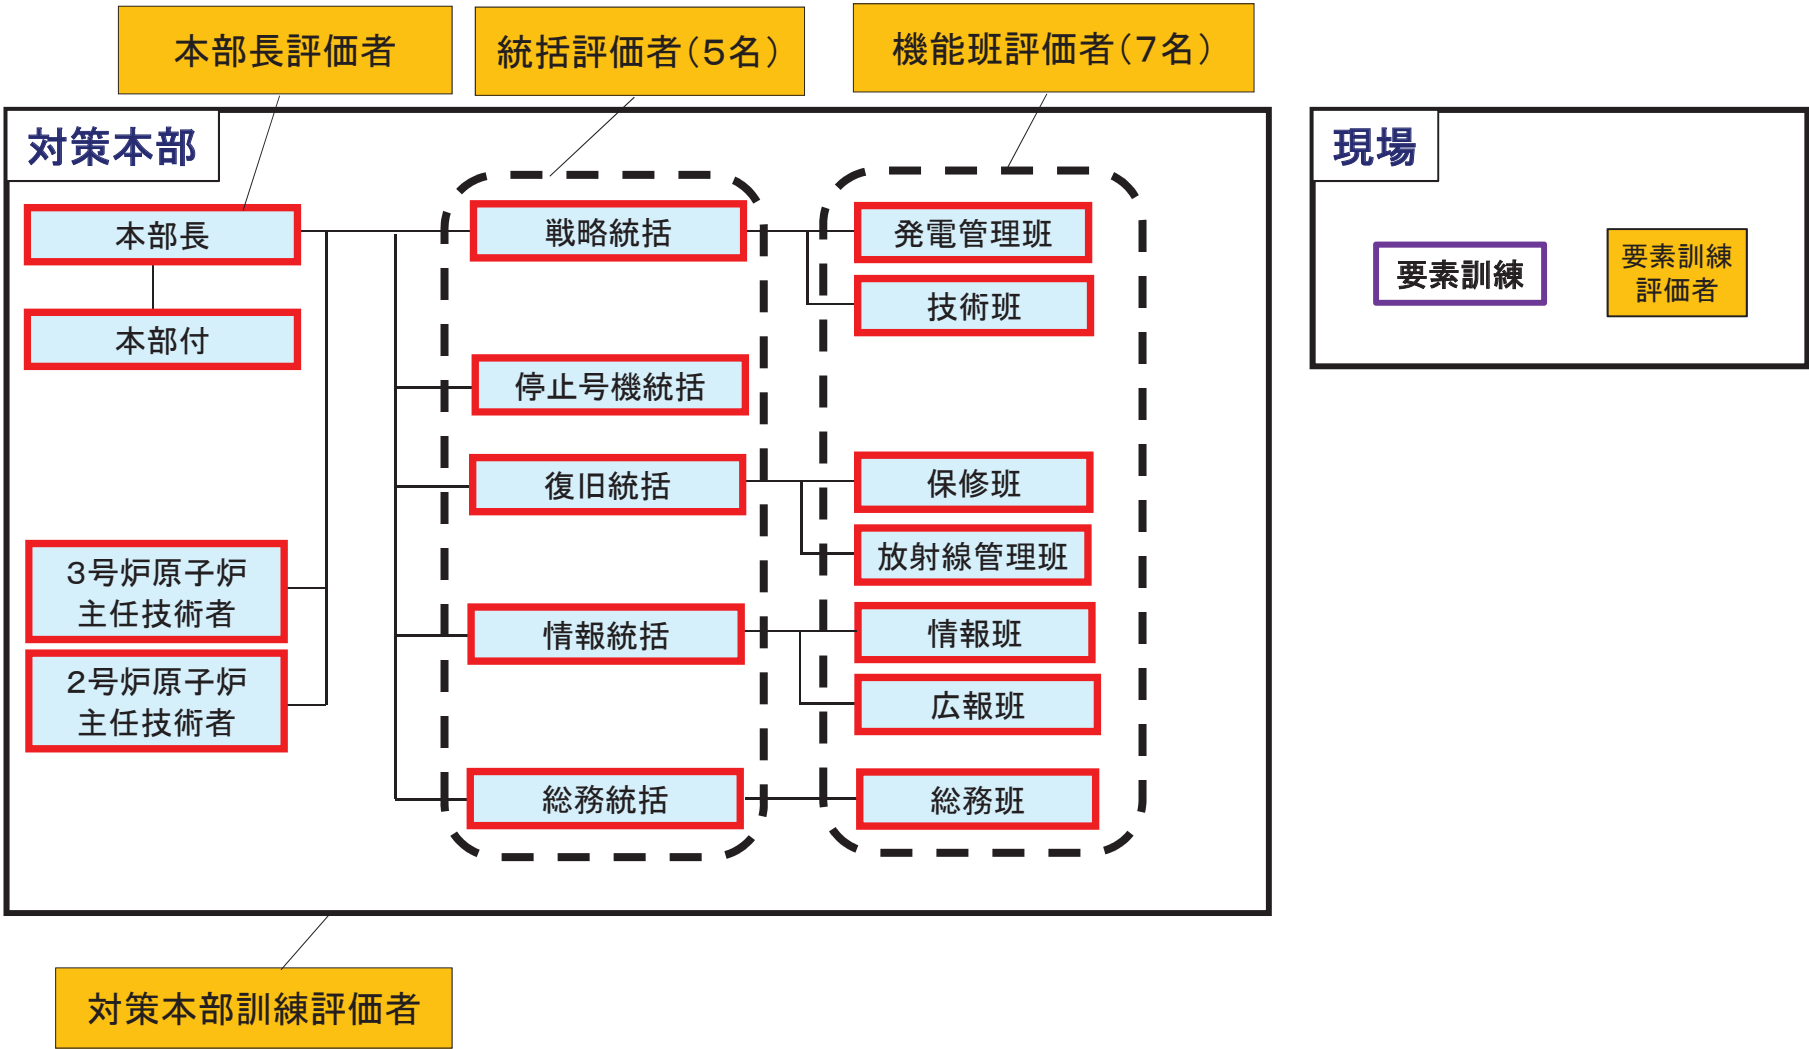 本部長評価者
統括評価者(5名)
機能班評価者(7名)
対策本部
本部長
本部付
3号炉原子炉
主任技術者
2号炉原子炉
主任技術者
戦略統括
停止号機統括
復旧統括
情報統括
総務統括
発電管理班
技術班
保修班
放射線管理班
情報班
広報班
総務班
対策本部訓練評価者
現場
要素訓練
要素訓練
評価者